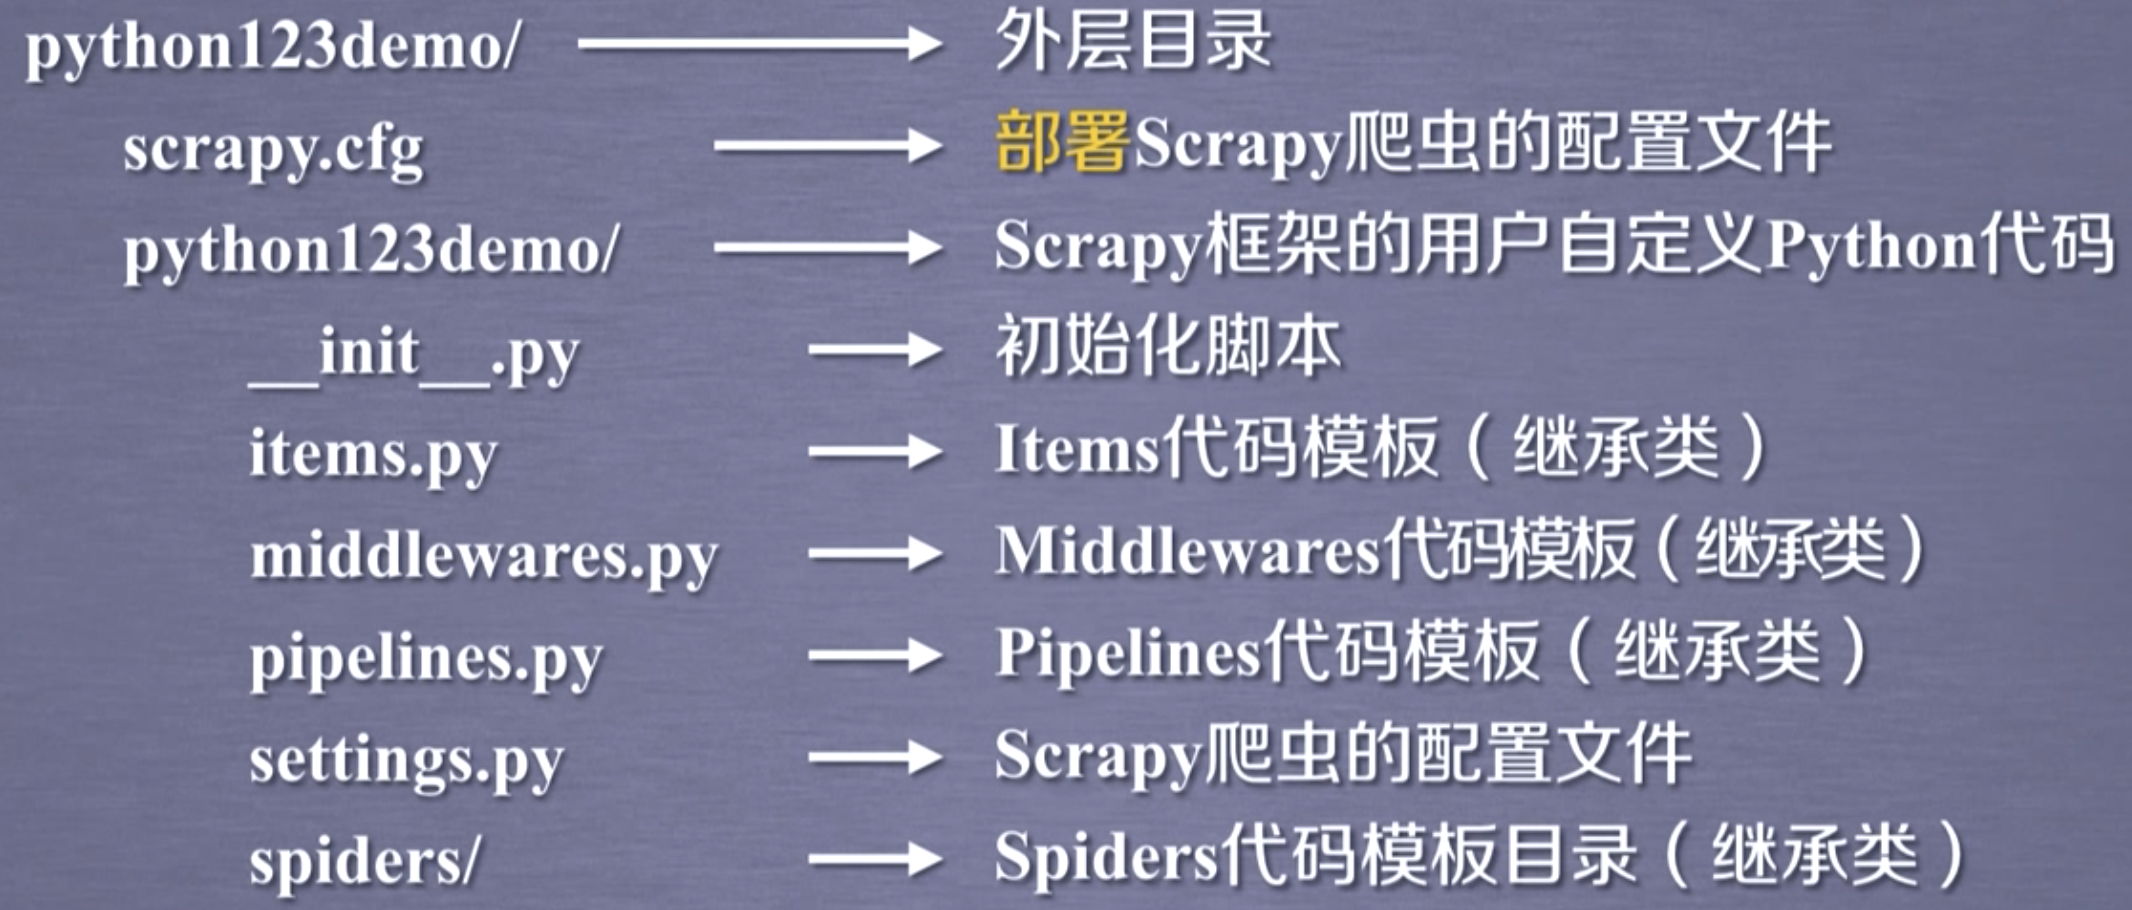 python123demo/ 外层目录
scrapy.cfg 部署Scrapy爬虫的配置文件
python123demo/ Scrapy框架的用户自定义Python代码
__init__.py 初始化脚本
items.py Items代码模板（继承类）
middlewares.py Middlewares代码模板（继承类）
pipelines.py Pipelines代码模板（继承类）
settings.py Scrapy爬虫的配置文件
spiders/ Spiders代码模板目录（继承类）